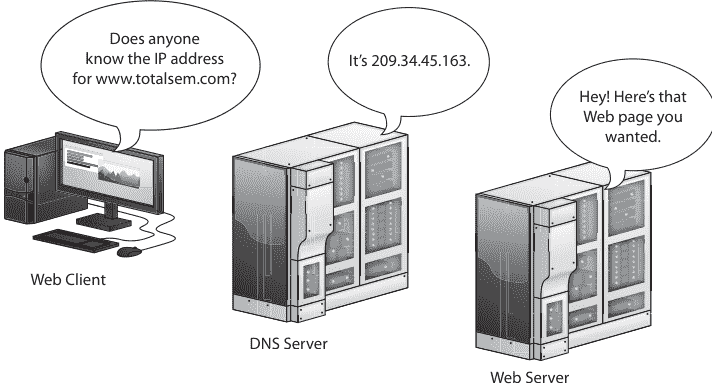 Does anyone
know the IP address
for www.totalsem.com?
It's 209.34.45.163.
Hey! Here's that
Web page you
wanted.
Web Client
DNS Server
Web Server